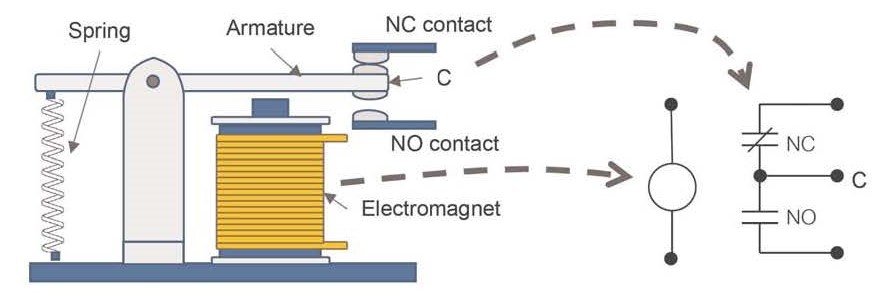 Spring
Armature
NC contact
C
NO contact
Electromagnet
NC
C
NO